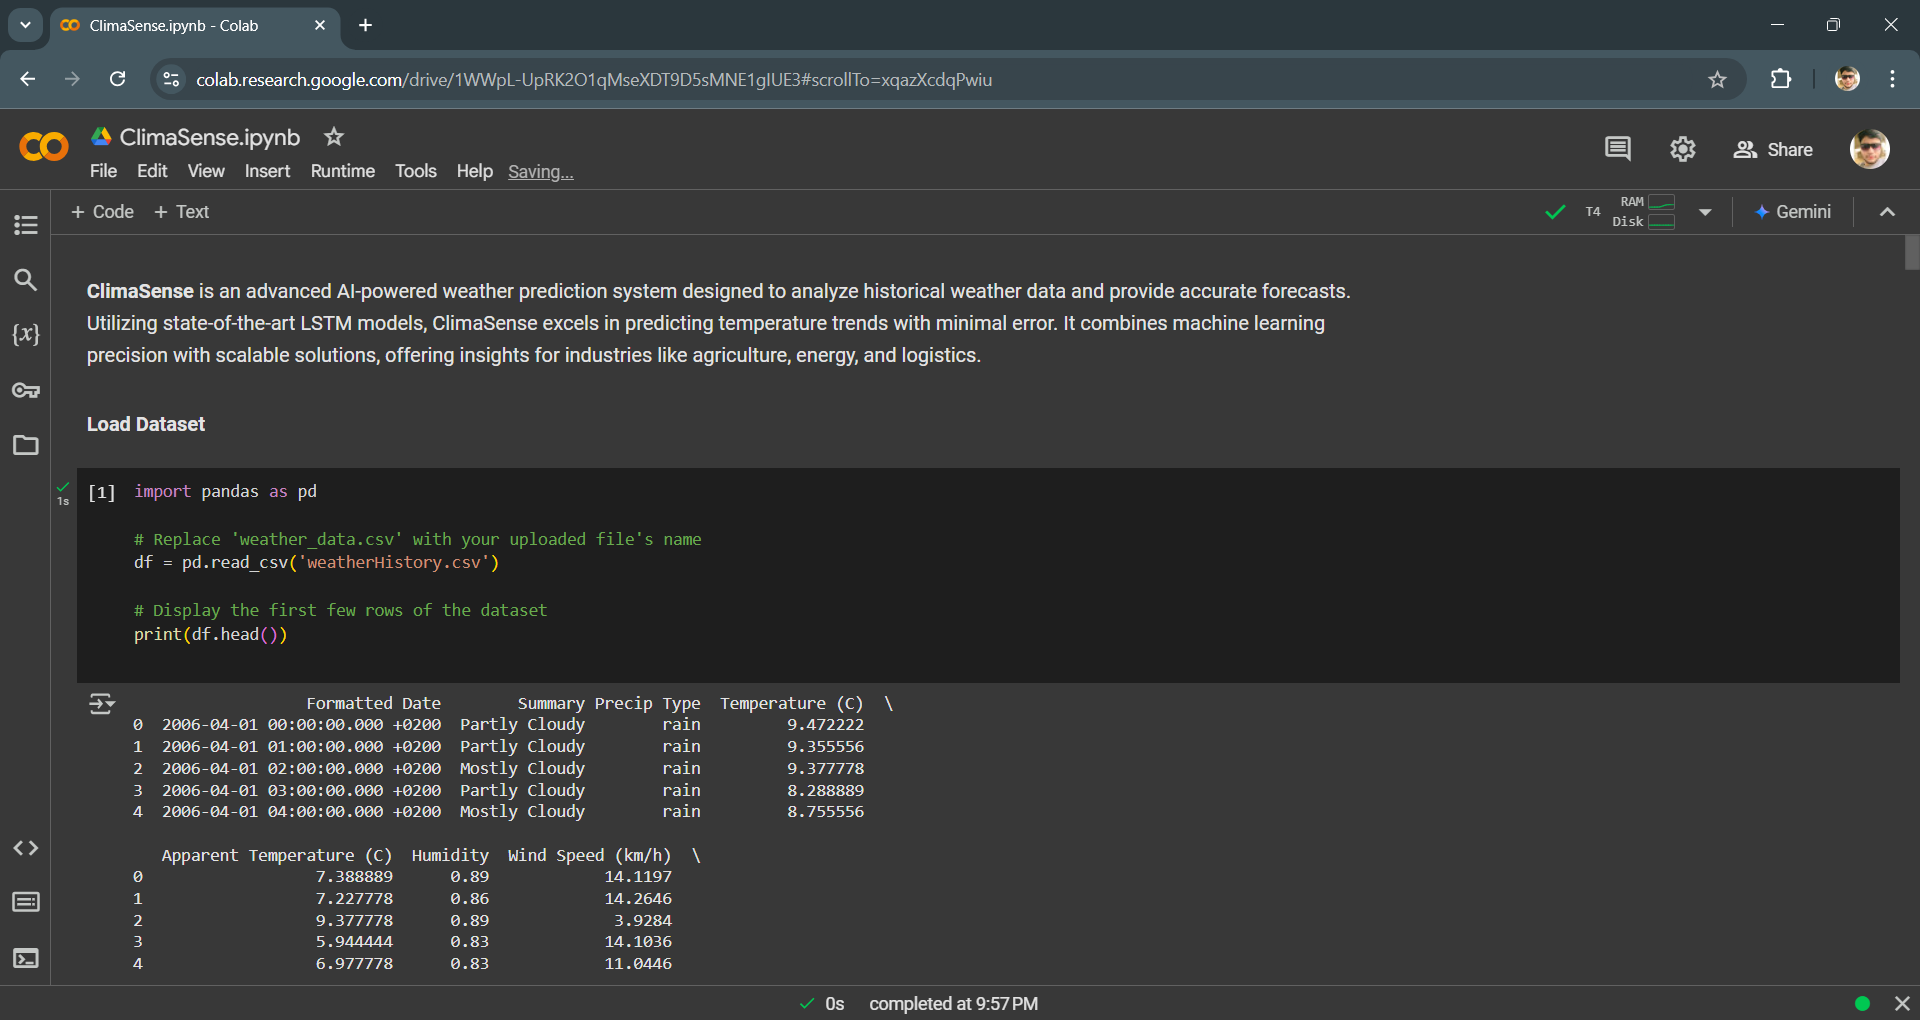 ClimaSense.ipynb - Colab
colab.research.google.com/drive/1WWpL-UpRK2O1qMseXDT9D5sMNE1gIUE3#scrollTo=xqazXcdqPwiu
ClimaSense.ipynb
File Edit View Insert Runtime Tools Help Saving...
Share
+ Code + Text
T4 RAM Disk Gemini
ClimaSense is an advanced AI-powered weather prediction system designed to analyze historical weather data and provide accurate forecasts.
Utilizing state-of-the-art LSTM models, ClimaSense excels in predicting temperature trends with minimal error. It combines machine learning
precision with scalable solutions, offering insights for industries like agriculture, energy, and logistics.
Load Dataset
1s
[1] import pandas as pd
# Replace 'weather_data.csv' with your uploaded file's name
df = pd.read_csv('weatherHistory.csv')
# Display the first few rows of the dataset
print(df.head())
Formatted Date Summary Precip Type Temperature (C) \
0 2006-04-01 00:00:00.000 +0200 Partly Cloudy rain 9.472222
1 2006-04-01 01:00:00.000 +0200 Partly Cloudy rain 9.355556
2 2006-04-01 02:00:00.000 +0200 Mostly Cloudy rain 9.377778
3 2006-04-01 03:00:00.000 +0200 Partly Cloudy rain 8.288889
4 2006-04-01 04:00:00.000 +0200 Mostly Cloudy rain 8.755556
Apparent Temperature (C) Humidity Wind Speed (km/h) \
0 7.388889 0.89 14.1197
1 7.227778 0.86 14.2646
2 9.377778 0.89 3.9284
3 5.944444 0.83 14.1036
4 6.977778 0.83 11.0446
0s completed at 9:57 PM